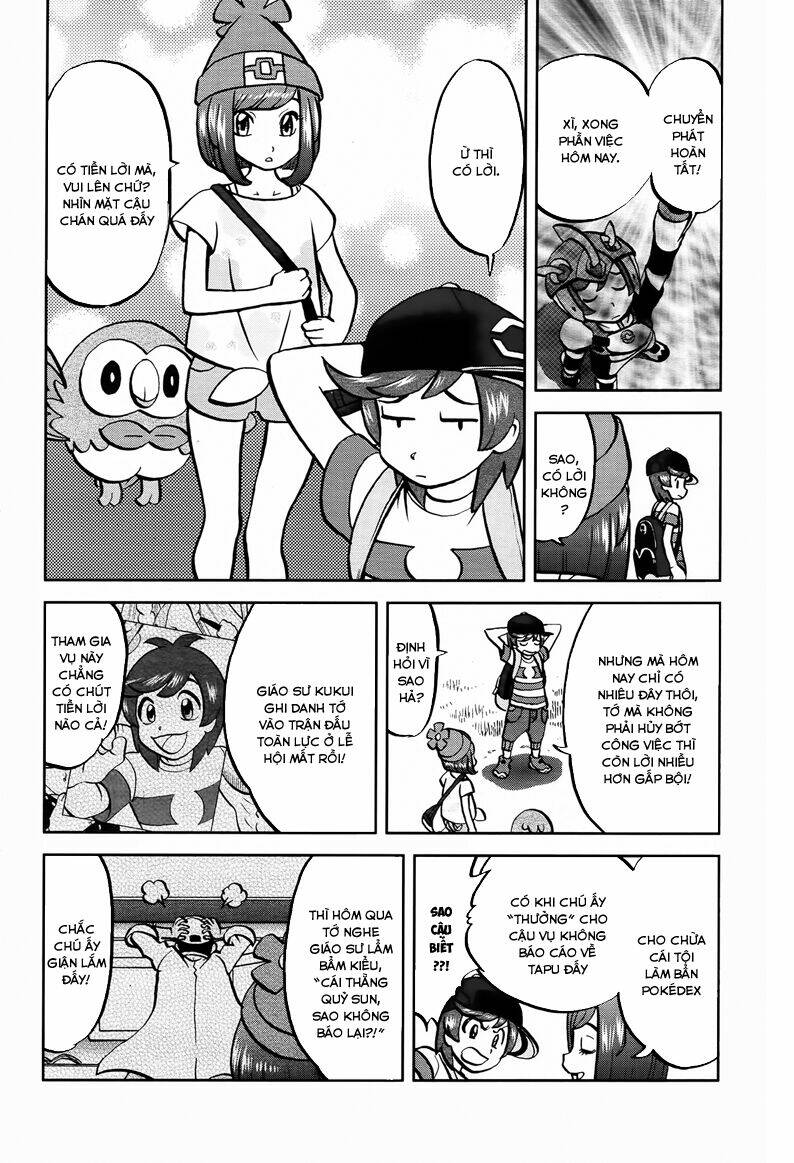 CHUYỂN
PHÁT
HOÀN
TẤT!
XÌ, XONG
PHẦN VIỆC
HÔM NAY.
SAO,
CÓ LỜI
KHÔNG
?
Ừ THÌ
CÓ LỜI.
CÓ TIỀN LỜI MÀ,
VUI LÊN CHỨ?
NHÌN MẶT CẬU
CHÁN QUÁ ĐẤY
NHƯNG MÀ HÔM
NAY CHỈ CÓ
NHIÊU ĐÂY THÔI,
TỚ MÀ KHÔNG
PHẢI HỦY BỚT
CÔNG VIỆC THÌ
CÒN LỜI NHIỀU
HƠN GẤP BỘI!
ĐỊNH
HỎI VÌ
SAO
HẢ?
GIÁO SƯ KUKUI
GHI DANH TỚ
VÀO TRẬN ĐẤU
TOÀN LỰC Ở LỄ
HỘI MẤT RỒI!
THAM GIA
VỤ NÀY
CHẲNG
CÓ CHÚT
TIỀN LỜI
NÀO CẢ!
CHO CHỪA
CÁI TỘI
LÀM BẨN
POKÉDEX
CÓ KHI CHÚ ẤY
“THƯỞNG” CHO
CẬU VỤ KHÔNG
BÁO CÁO VỀ
TAPU ĐẤY
SAO
CẬU
BIẾT
??!
THÌ HÔM QUA
TỚ NGHE
GIÁO SƯ LẦM
BẦM KIỂU,
“CÁI THẰNG
QUỶ SUN,
SAO KHÔNG
BÁO LẠI?!”
CHẮC
CHÚ ẤY
GIẬN LẮM
ĐẤY!